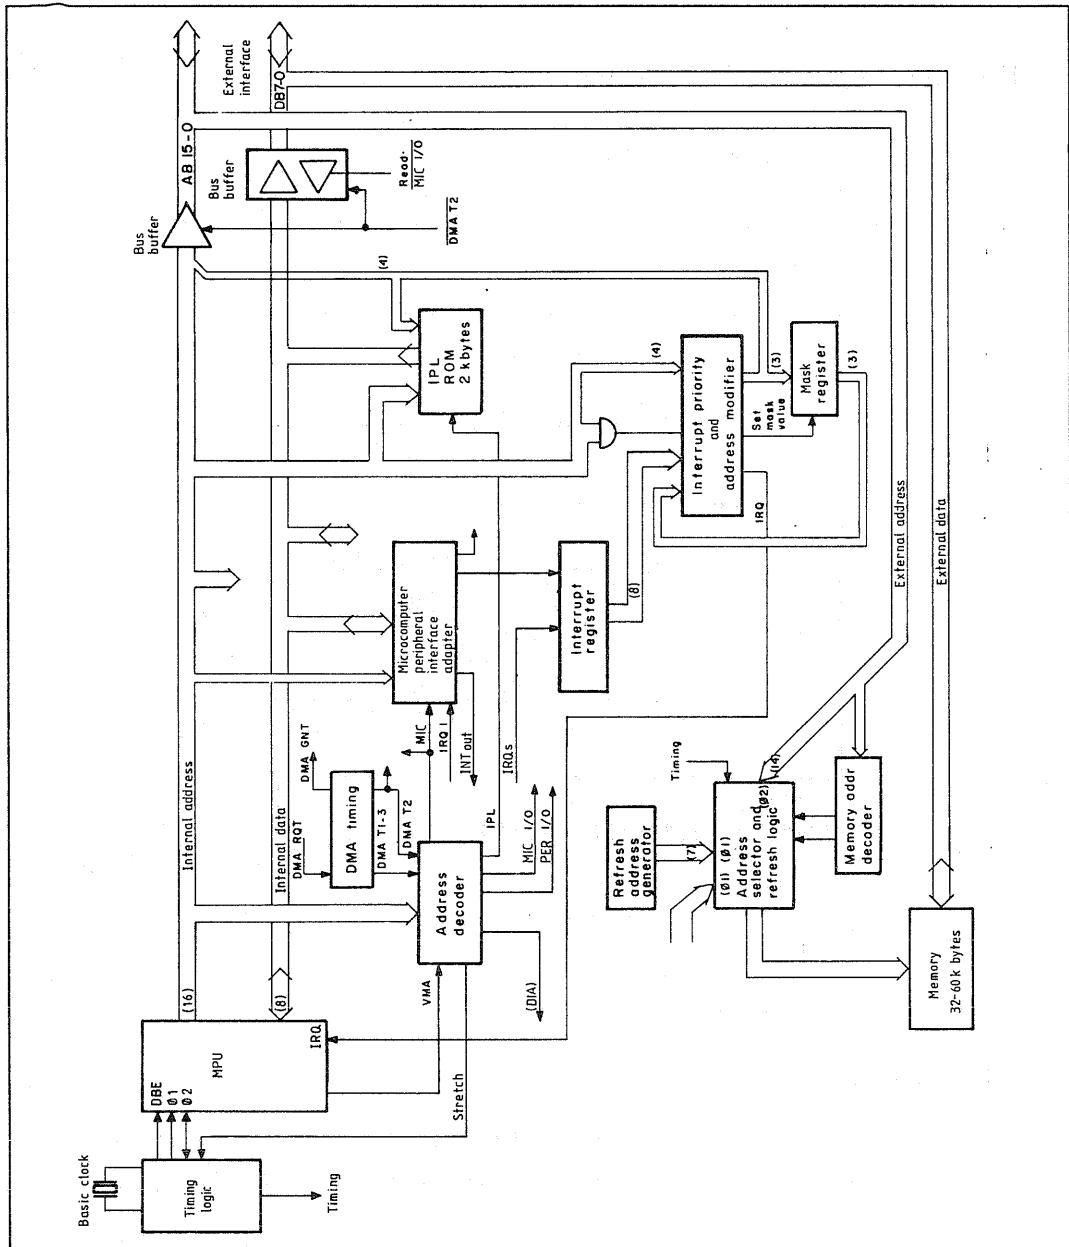 Basic clock
Timing
logic
Timing
DBE
Ø1
Ø2
MPU
IRQ
(16)
(8)
Internal address
Internal data
VMA
Stretch
DMA RQT
DMA GNT
DMA timing
DMA T1-3
DMA T2
Address
decoder
(DIA)
MIC I/O
PER I/O
IPL
MIC
IRQ 1
INT out
Microcomputer
peripheral
interface
adapter
IRQs
Interrupt
register
(8)
IPL
ROM
2 kbytes
(4)
(4)
Interrupt priority
and
address modifier
IRQ
Set mask
value
(3)
Mask
register
(3)
Bus
buffer
Bus
buffer
AB 15-0
DB7-0
External
interface
Read-
MIC I/O
DMA T2
External address
External data
Timing
Refresh
address
generator
(7)
(Ø1) (Ø1)
(Ø2)
(14)
Address
selector and
refresh logic
Memory addr
decoder
Memory
32-60k bytes